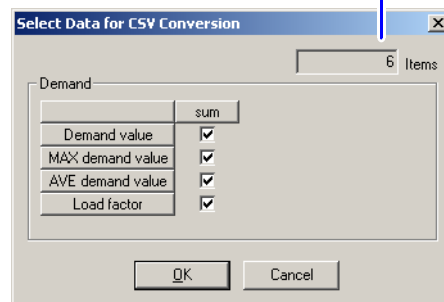 Select Data for CSV Conversion
6 Items
Demand
sum
Demand value
MAX demand value
AVE demand value
Load factor
OK Cancel